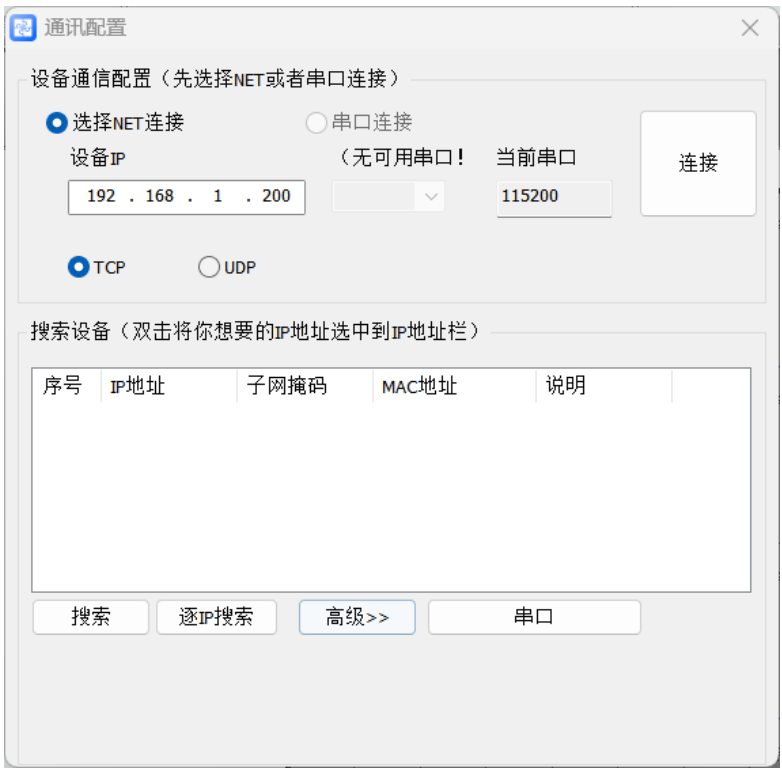 通讯配置
设备通信配置（先选择NET或者串口连接）
选择NET连接 串口连接
设备IP （无可用串口! 当前串口 连接
192 . 168 . 1 . 200 115200
TCP UDP
搜索设备（双击将你想要的IP地址选中到IP地址栏）
序号 IP地址 子网掩码 MAC地址 说明
搜索 逐IP搜索 高级>> 串口